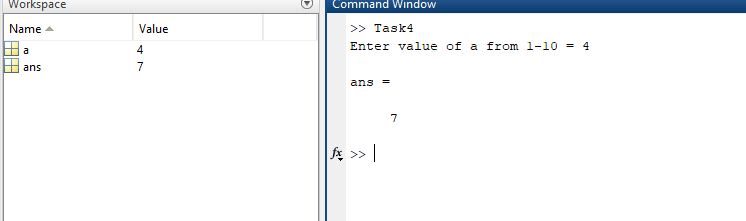 Workspace
Name Value
a 4
ans 7
Command Window
>> Task4
Enter value of a from 1-10 = 4
ans =
7
fx >>